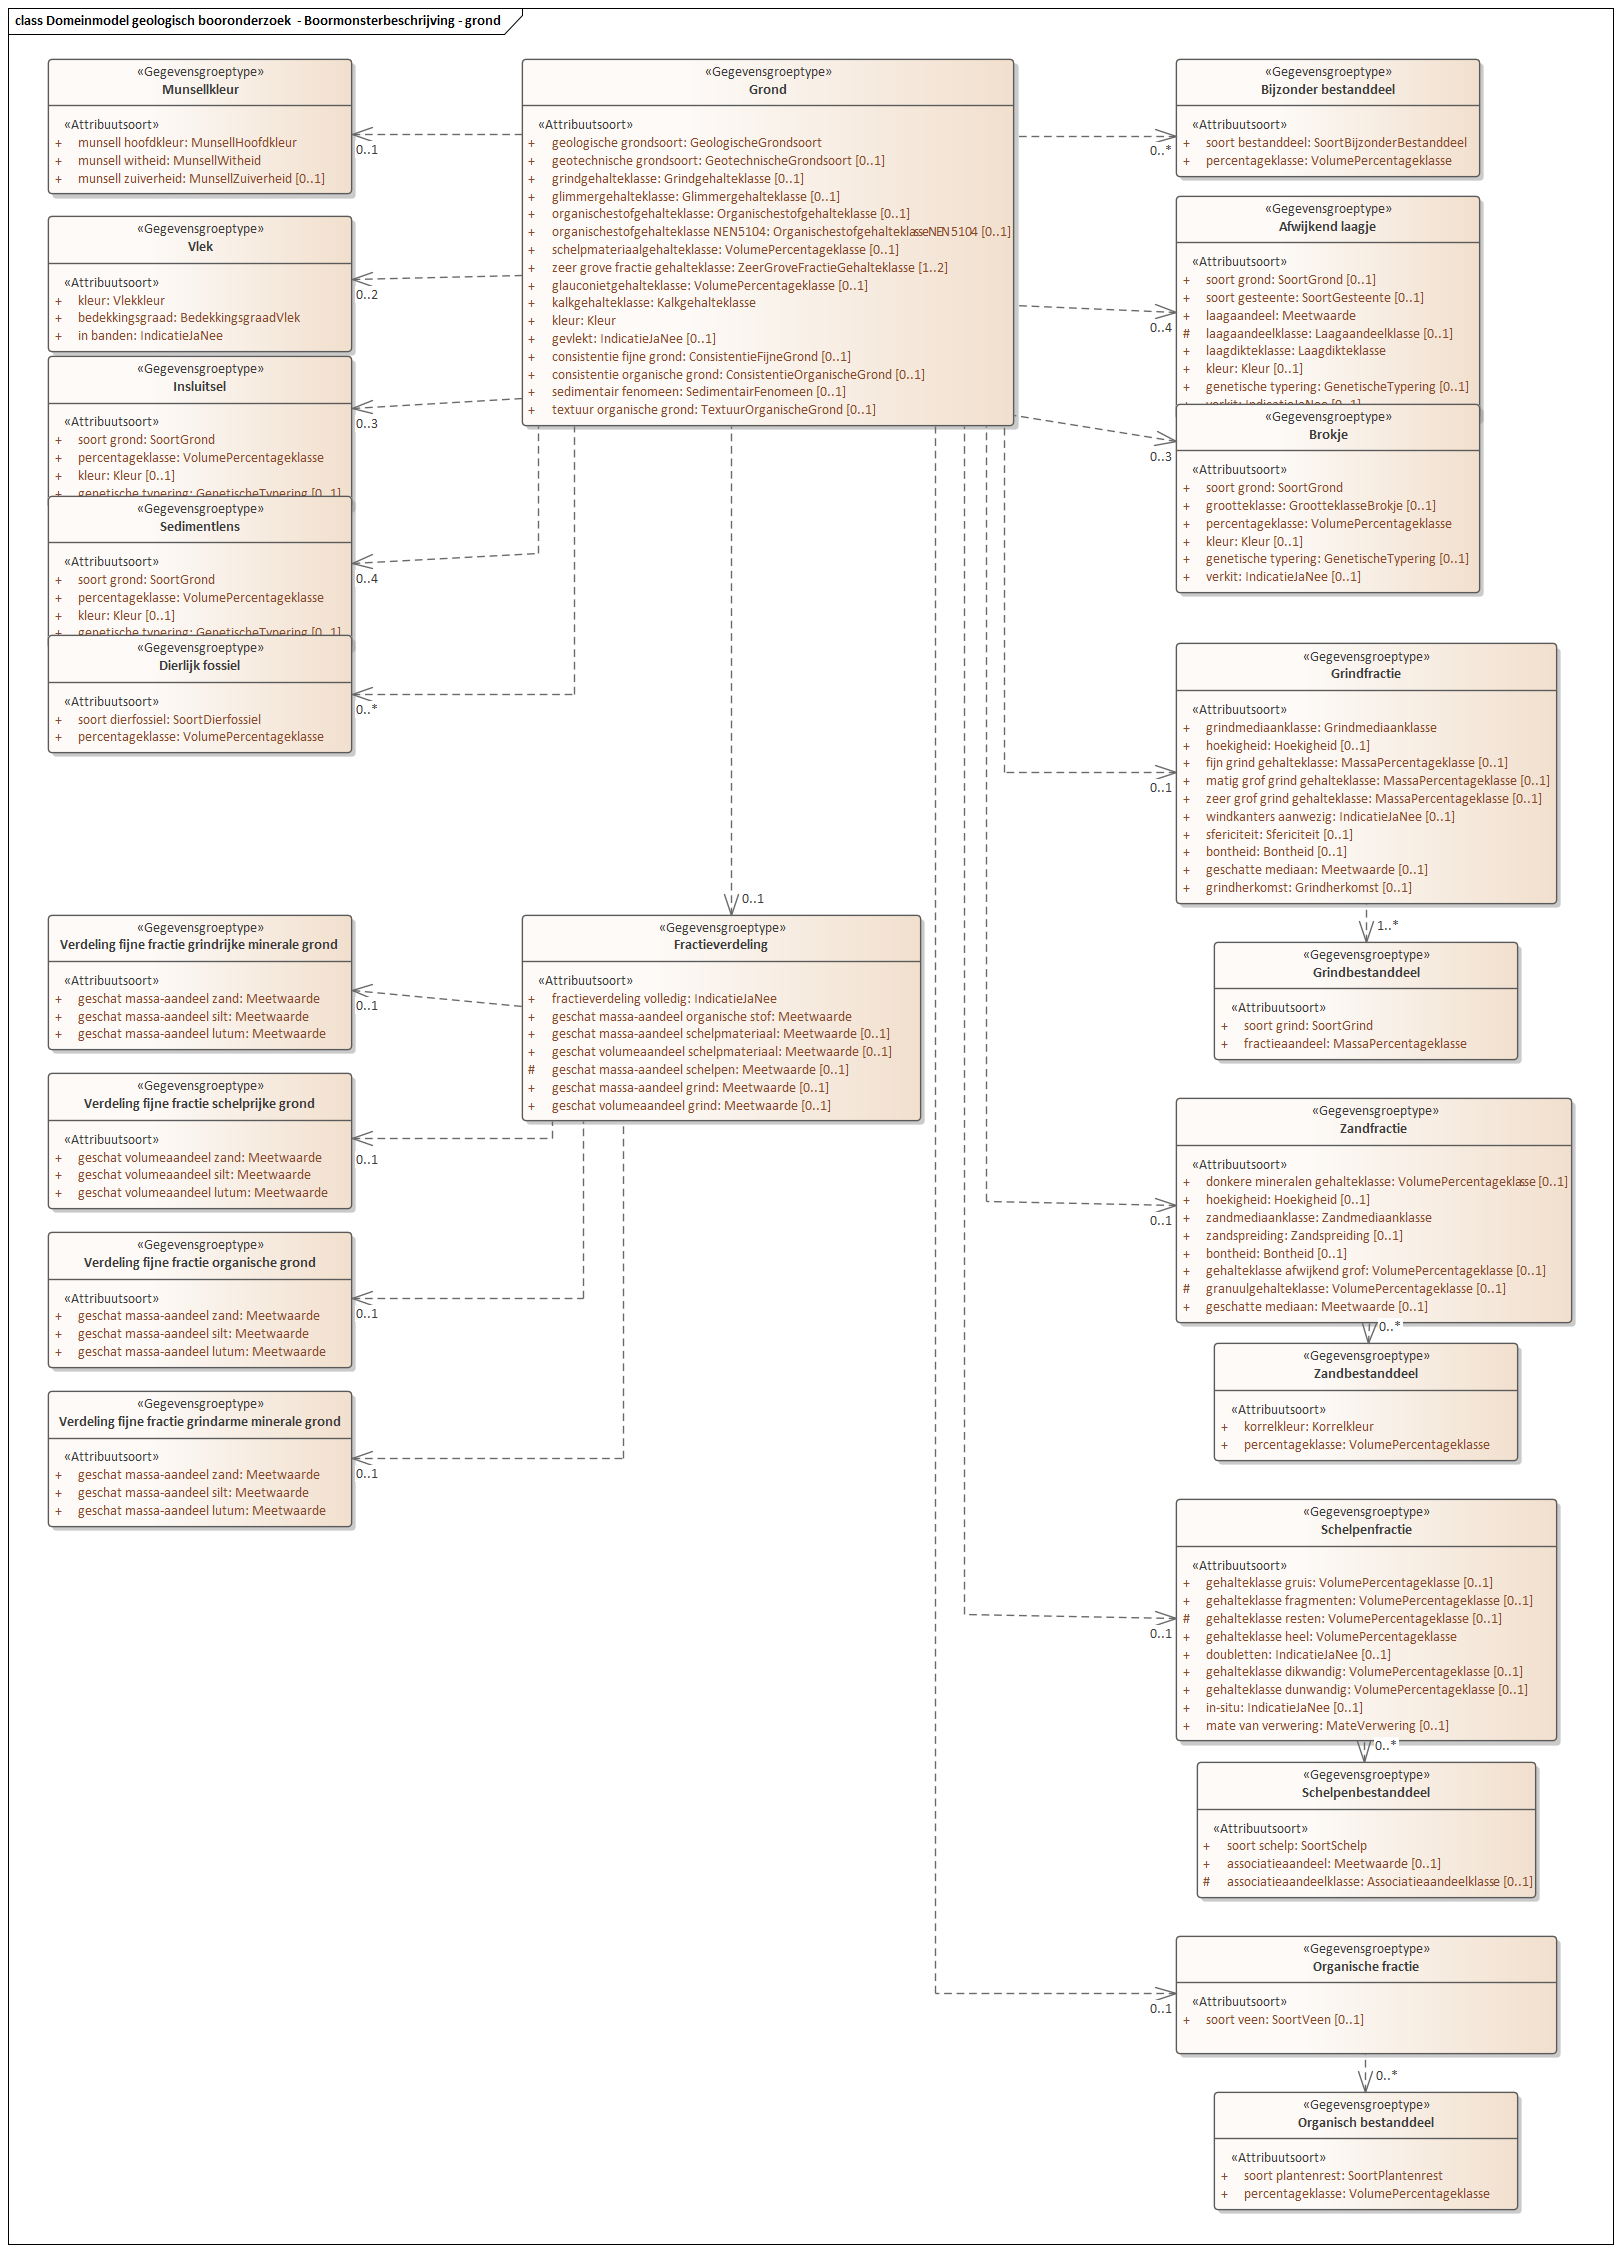 class Domeinmodel geologisch booronderzoek - Boormonsterbeschrijving - grond
«Gegevensgroeptype»
Munsellkleur
«Attribuutsoort»
+ munsell hoofdkleur: MunsellHoofdkleur
+ munsell witheid: MunsellWitheid
+ munsell zuiverheid: MunsellZuiverheid [0..1]
0..1
«Gegevensgroeptype»
Vlek
«Attribuutsoort»
+ kleur: Vlekkleur
+ bedekkingsgraad: BedekkingsgraadVlek
+ in banden: IndicatieJaNee
0..2
«Gegevensgroeptype»
Insluitsel
«Attribuutsoort»
+ soort grond: SoortGrond
+ percentageklasse: VolumePercentageklasse
+ kleur: Kleur [0..1]
+ genetische typering: GenetischeTypering [0..1]
0..3
«Gegevensgroeptype»
Sedimentlens
«Attribuutsoort»
+ soort grond: SoortGrond
+ percentageklasse: VolumePercentageklasse
+ kleur: Kleur [0..1]
+ genetische typering: GenetischeTypering [0..1]
0..4
«Gegevensgroeptype»
Dierlijk fossiel
«Attribuutsoort»
+ soort dierfossiel: SoortDierfossiel
+ percentageklasse: VolumePercentageklasse
0..*
«Gegevensgroeptype»
Grond
«Attribuutsoort»
+ geologische grondsoort: GeologischeGrondsoort
+ geotechnische grondsoort: GeotechnischeGrondsoort [0..1]
+ grindgehalteklasse: Grindgehalteklasse [0..1]
+ glimmergehalteklasse: Glimmergehalteklasse [0..1]
+ organischestofgehalteklasse: Organischestofgehalteklasse [0..1]
+ organischestofgehalteklasse NEN5104: OrganischestofgehalteklasseNEN5104 [0..1]
+ schelpmateriaalgehalteklasse: VolumePercentageklasse [0..1]
+ zeer grove fractie gehalteklasse: ZeerGroveFractieGehalteklasse [1..2]
+ glauconietgehalteklasse: VolumePercentageklasse [0..1]
+ kalkgehalteklasse: Kalkgehalteklasse
+ kleur: Kleur
+ gevlekt: IndicatieJaNee [0..1]
+ consistentie fijne grond: ConsistentieFijneGrond [0..1]
+ consistentie organische grond: ConsistentieOrganischeGrond [0..1]
+ sedimentair fenomeen: SedimentairFenomeen [0..1]
+ textuur organische grond: TextuurOrganischeGrond [0..1]
«Gegevensgroeptype»
Bijzonder bestanddeel
«Attribuutsoort»
+ soort bestanddeel: SoortBijzonderBestanddeel
+ percentageklasse: VolumePercentageklasse
0..*
«Gegevensgroeptype»
Afwijkend laagje
«Attribuutsoort»
+ soort grond: SoortGrond [0..1]
+ soort gesteente: SoortGesteente [0..1]
+ laagaandeel: Meetwaarde
# laagaandeelklasse: Laagaandeelklasse [0..1]
+ laagdikteklasse: Laagdikteklasse
+ kleur: Kleur [0..1]
+ genetische typering: GenetischeTypering [0..1]
+ verkit: IndicatieJaNee [0..1]
0..4
«Gegevensgroeptype»
Brokje
«Attribuutsoort»
+ soort grond: SoortGrond
+ grootteklasse: GrootteklasseBrokje [0..1]
+ percentageklasse: VolumePercentageklasse
+ kleur: Kleur [0..1]
+ genetische typering: GenetischeTypering [0..1]
+ verkit: IndicatieJaNee [0..1]
0..3
«Gegevensgroeptype»
Grindfractie
«Attribuutsoort»
+ grindmediaanklasse: Grindmediaanklasse
+ hoekigheid: Hoekigheid [0..1]
+ fijn grind gehalteklasse: MassaPercentageklasse [0..1]
+ matig grof grind gehalteklasse: MassaPercentageklasse [0..1]
+ zeer grof grind gehalteklasse: MassaPercentageklasse [0..1]
+ windkanters aanwezig: IndicatieJaNee [0..1]
+ sfericiteit: Sfericiteit [0..1]
+ bontheid: Bontheid [0..1]
+ geschatte mediaan: Meetwaarde [0..1]
+ grindherkomst: Grindherkomst [0..1]
0..1
1..*
«Gegevensgroeptype»
Grindbestanddeel
«Attribuutsoort»
+ soort grind: SoortGrind
+ fractieaandeel: MassaPercentageklasse
0..1
«Gegevensgroeptype»
Fractieverdeling
«Attribuutsoort»
+ fractieverdeling volledig: IndicatieJaNee
+ geschat massa-aandeel organische stof: Meetwaarde
+ geschat massa-aandeel schelpmateriaal: Meetwaarde [0..1]
+ geschat volumeaandeel schelpmateriaal: Meetwaarde [0..1]
# geschat massa-aandeel schelpen: Meetwaarde [0..1]
+ geschat massa-aandeel grind: Meetwaarde [0..1]
+ geschat volumeaandeel grind: Meetwaarde [0..1]
«Gegevensgroeptype»
Verdeling fijne fractie grindrijke minerale grond
«Attribuutsoort»
+ geschat massa-aandeel zand: Meetwaarde
+ geschat massa-aandeel silt: Meetwaarde
+ geschat massa-aandeel lutum: Meetwaarde
0..1
«Gegevensgroeptype»
Verdeling fijne fractie schelprijke grond
«Attribuutsoort»
+ geschat volumeaandeel zand: Meetwaarde
+ geschat volumeaandeel silt: Meetwaarde
+ geschat volumeaandeel lutum: Meetwaarde
0..1
«Gegevensgroeptype»
Verdeling fijne fractie organische grond
«Attribuutsoort»
+ geschat massa-aandeel zand: Meetwaarde
+ geschat massa-aandeel silt: Meetwaarde
+ geschat massa-aandeel lutum: Meetwaarde
0..1
«Gegevensgroeptype»
Verdeling fijne fractie grindarme minerale grond
«Attribuutsoort»
+ geschat massa-aandeel zand: Meetwaarde
+ geschat massa-aandeel silt: Meetwaarde
+ geschat massa-aandeel lutum: Meetwaarde
0..1
«Gegevensgroeptype»
Zandfractie
«Attribuutsoort»
+ donkere mineralen gehalteklasse: VolumePercentageklasse [0..1]
+ hoekigheid: Hoekigheid [0..1]
+ zandmediaanklasse: Zandmediaanklasse
+ zandspreiding: Zandspreiding [0..1]
+ bontheid: Bontheid [0..1]
+ gehalteklasse afwijkend grof: VolumePercentageklasse [0..1]
# granuulgehalteklasse: VolumePercentageklasse [0..1]
+ geschatte mediaan: Meetwaarde [0..1]
0..1
0..*
«Gegevensgroeptype»
Zandbestanddeel
«Attribuutsoort»
+ korrelkleur: Korrelkleur
+ percentageklasse: VolumePercentageklasse
«Gegevensgroeptype»
Schelpenfractie
«Attribuutsoort»
+ gehalteklasse gruis: VolumePercentageklasse [0..1]
+ gehalteklasse fragmenten: VolumePercentageklasse [0..1]
# gehalteklasse resten: VolumePercentageklasse [0..1]
+ gehalteklasse heel: VolumePercentageklasse
+ doubletten: IndicatieJaNee [0..1]
+ gehalteklasse dikwandig: VolumePercentageklasse [0..1]
+ gehalteklasse dunwandig: VolumePercentageklasse [0..1]
+ in-situ: IndicatieJaNee [0..1]
+ mate van verwering: MateVerwering [0..1]
0..1
0..*
«Gegevensgroeptype»
Schelpenbestanddeel
«Attribuutsoort»
+ soort schelp: SoortSchelp
+ associatieaandeel: Meetwaarde [0..1]
# associatieaandeelklasse: Associatieaandeelklasse [0..1]
«Gegevensgroeptype»
Organische fractie
«Attribuutsoort»
+ soort veen: SoortVeen [0..1]
0..1
0..*
«Gegevensgroeptype»
Organisch bestanddeel
«Attribuutsoort»
+ soort plantenrest: SoortPlantenrest
+ percentageklasse: VolumePercentageklasse